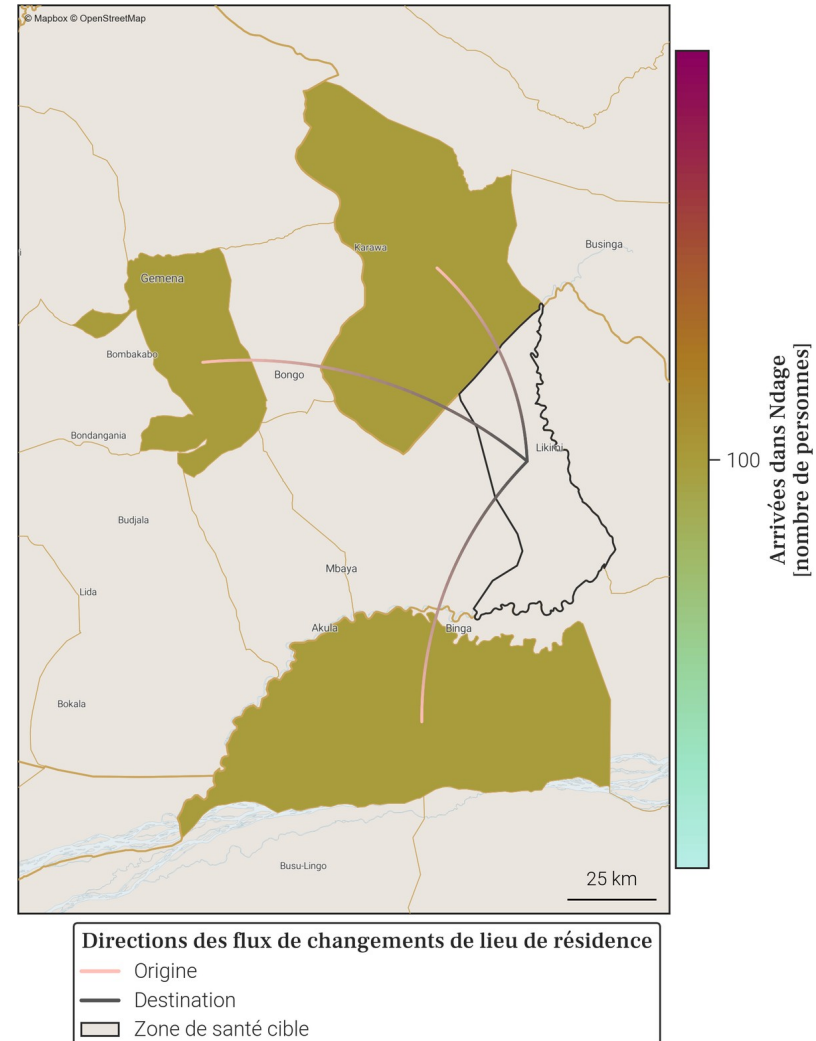 © Mapbox © OpenStreetMap
Businga
Karawa
Gemena
Bombakabo
Bongo
Bondangania
Likimi
Budjala
Mbaya
Lida
Akula
Binga
Bokala
Busu-Lingo
25 km
100
Arrivées dans Ndage
[nombre de personnes]
Directions des flux de changements de lieu de résidence
Origine
Destination
Zone de santé cible